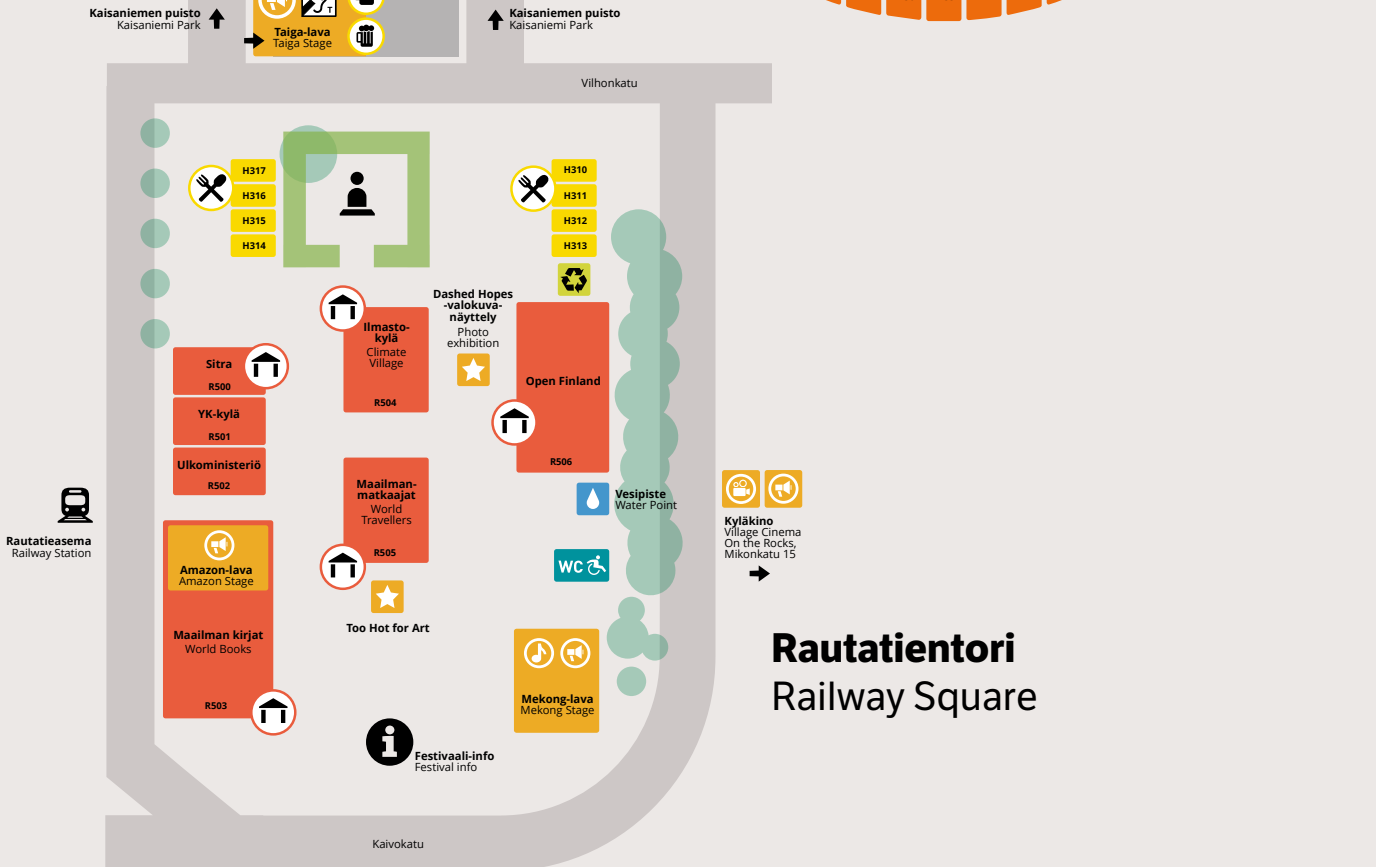 Kaisaniemen puisto
Kaisaniemi Park
Taiga-lava
Taiga Stage
Kaisaniemen puisto
Kaisaniemi Park
Vilhonkatu
H317
H316
H315
H314
H310
H311
H312
H313
Dashed Hopes
-valokuva-
näyttely
Photo
exhibition
Ilmasto-
kylä
Climate
Village
R504
Sitra
R500
YK-kylä
R501
Ulkoministeriö
R502
Open Finland
R506
Maailman-
matkaajat
World
Travellers
R505
Vesipiste
Water Point
Kyläkino
Village Cinema
On the Rocks,
Mikonkatu 15
Rautatieasema
Railway Station
WC
Amazon-lava
Amazon Stage
Maailman kirjat
World Books
R503
Too Hot for Art
Mekong-lava
Mekong Stage
Rautatientori
Railway Square
Festivaali-info
Festival info
Kaivokatu